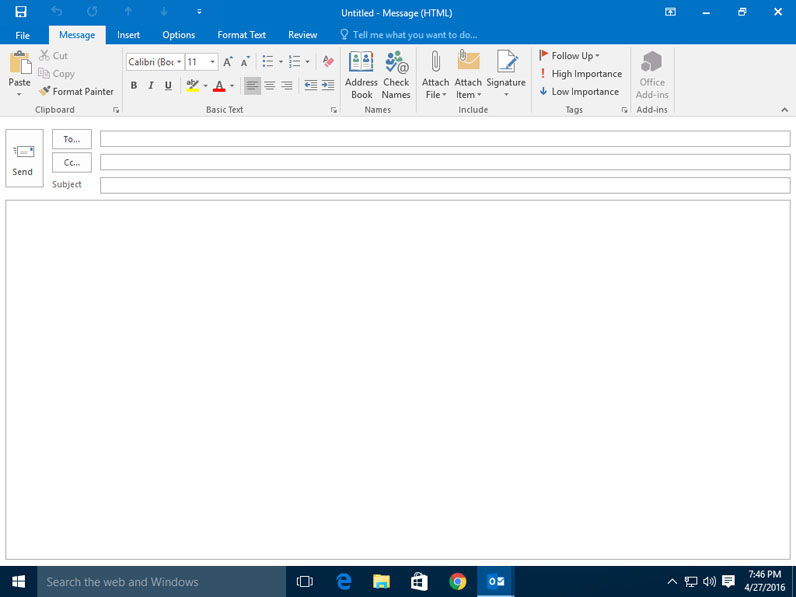 Untitled - Message (HTML)
File Message Insert Options Format Text Review Tell me what you want to do...
Paste
Cut
Copy
Format Painter
Clipboard
Calibri (Boc 11
A A
B I U aby A
Basic Text
Address Book
Check Names
Names
Attach File
Attach Item
Signature
Include
Follow Up
High Importance
Low Importance
Tags
Office Add-ins
Add-ins
Send
To...
Cc...
Subject
Search the web and Windows
7:46 PM
4/27/2016